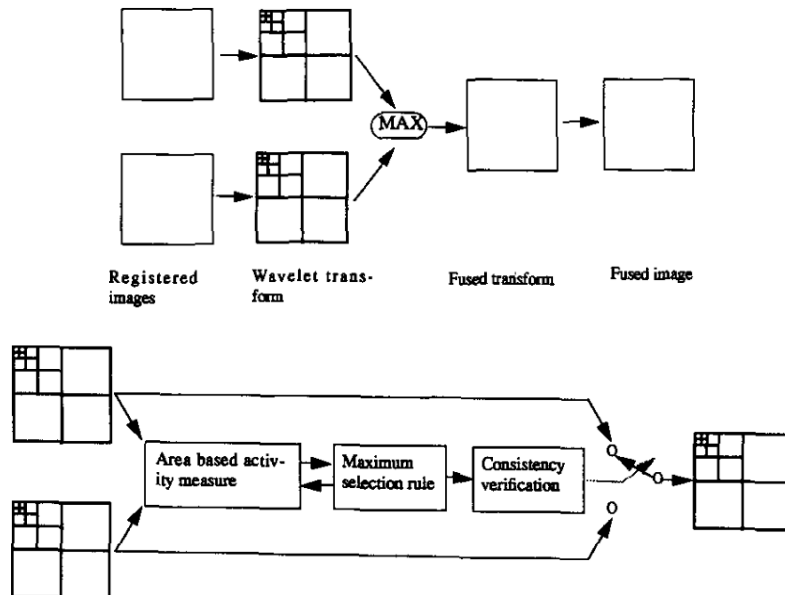 MAX
Registered
images
Wavelet trans-
form
Fused transform
Fused image
Area based activ-
ity measure
Maximum
selection rule
Consistency
verification
O
O
O